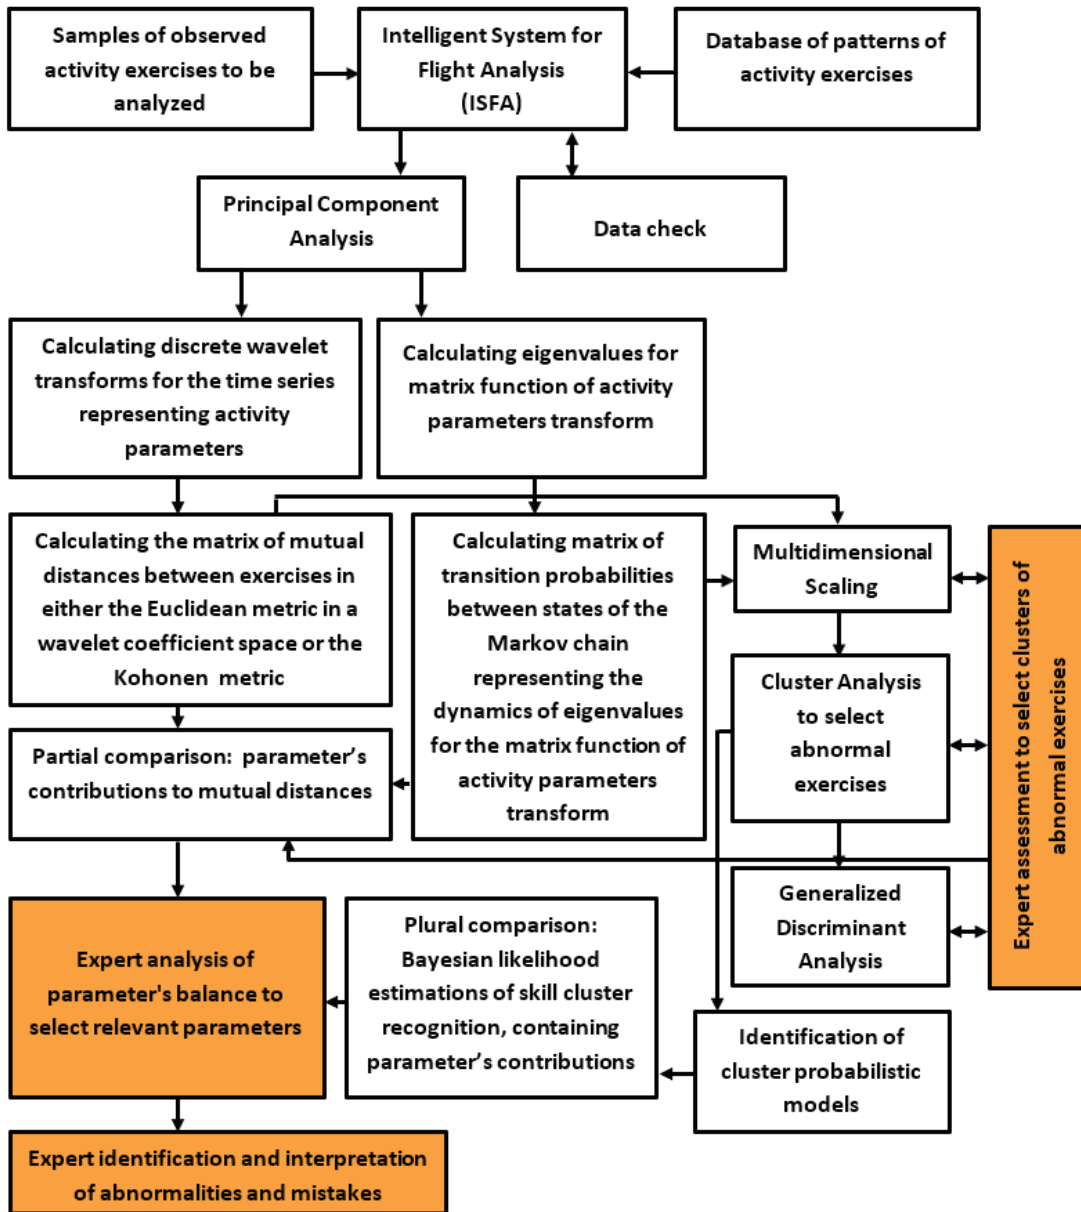 Samples of observed
activity exercises to be
analyzed
Intelligent System for
Flight Analysis
(ISFA)
Database of patterns of
activity exercises
Principal Component
Analysis
Data check
Calculating discrete wavelet
transforms for the time series
representing activity
parameters
Calculating eigenvalues for
matrix function of activity
parameters transform
Calculating the matrix of mutual
distances between exercises in
either the Euclidean metric in a
wavelet coefficient space or the
Kohonen metric
Calculating matrix of
transition probabilities
between states of the
Markov chain
representing the
dynamics of eigenvalues
for the matrix function of
activity parameters
transform
Multidimensional
Scaling
Expert assessment to select clusters of
abnormal exercises
Cluster Analysis
to select
abnormal
exercises
Partial comparison: parameter’s
contributions to mutual distances
Generalized
Discriminant
Analysis
Expert analysis of
parameter's balance to
select relevant parameters
Plural comparison:
Bayesian likelihood
estimations of skill cluster
recognition, containing
parameter’s contributions
Identification of
cluster probabilistic
models
Expert identification and interpretation
of abnormalities and mistakes